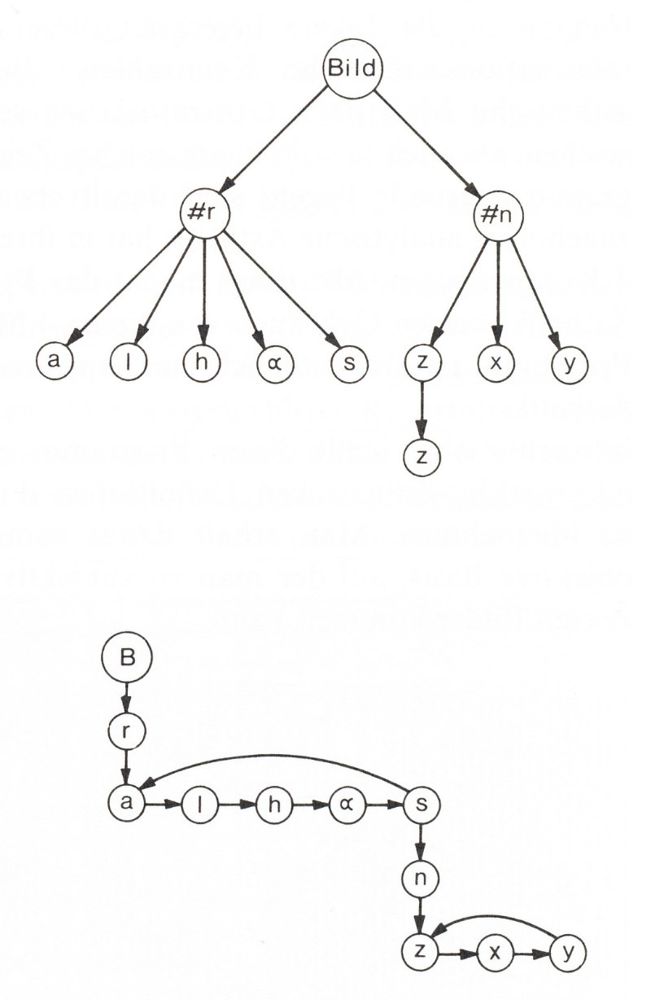 Bild
#r #n
a l h α s z x y
z
B
r
a l h α s
n
z x y